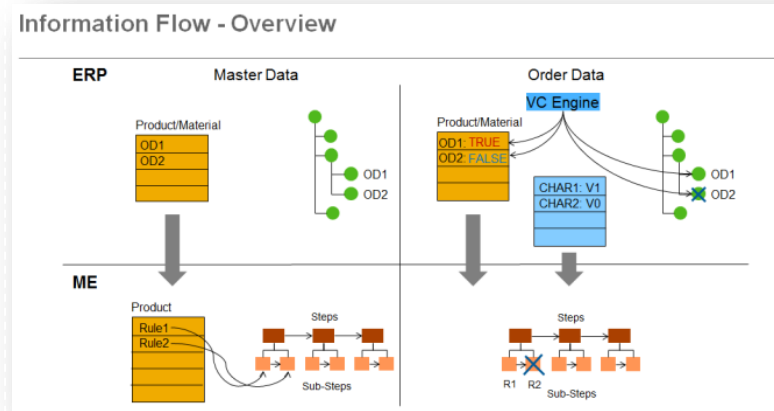 Information Flow - Overview
ERP
Master Data
Order Data
VC Engine
Product/Material
OD1
OD2
OD1
OD2
Product/Material
OD1: TRUE
OD2: FALSE
CHAR1: V1
CHAR2: V0
OD1
OD2
ME
Product
Rule1
Rule2
Steps
Sub-Steps
Steps
R1 R2
Sub-Steps